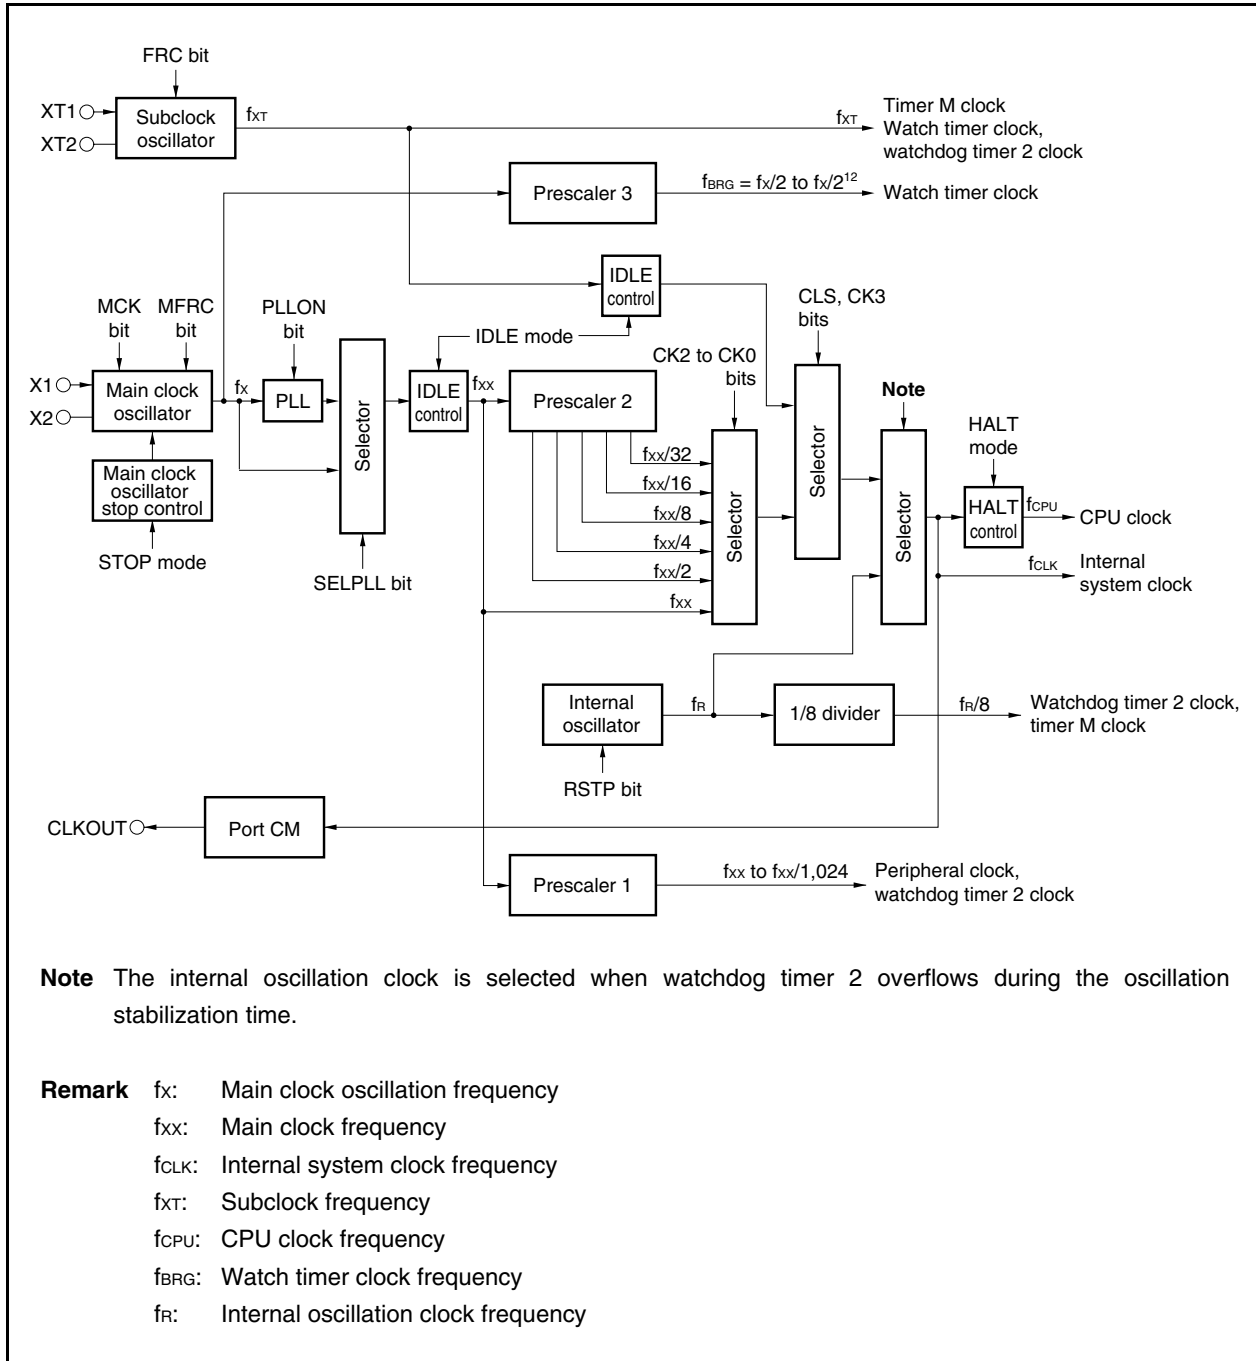 FRC bit
XT1
XT2
Subclock
oscillator
fXT
fXT
Timer M clock
Watch timer clock,
watchdog timer 2 clock
Prescaler 3
fBRG = fX/2 to fX/2¹²
Watch timer clock
IDLE
control
MCK
bit
MFRC
bit
PLLON
bit
IDLE mode
CLS, CK3
bits
CK2 to CK0
bits
X1
X2
Main clock
oscillator
fX
PLL
Selector
IDLE
control
fXX
Prescaler 2
Note
HALT
mode
Main clock
oscillator
stop control
STOP mode
SELPLL bit
fXX/32
fXX/16
fXX/8
fXX/4
fXX/2
fXX
Selector
Selector
Selector
HALT
control
fCPU
CPU clock
fCLK
Internal
system clock
Internal
oscillator
fR
1/8 divider
fR/8
Watchdog timer 2 clock,
timer M clock
RSTP bit
CLKOUT
Port CM
Prescaler 1
fXX to fXX/1,024
Peripheral clock,
watchdog timer 2 clock
Note The internal oscillation clock is selected when watchdog timer 2 overflows during the oscillation
stabilization time.
Remark fX: Main clock oscillation frequency
fXX: Main clock frequency
fCLK: Internal system clock frequency
fXT: Subclock frequency
fCPU: CPU clock frequency
fBRG: Watch timer clock frequency
fR: Internal oscillation clock frequency